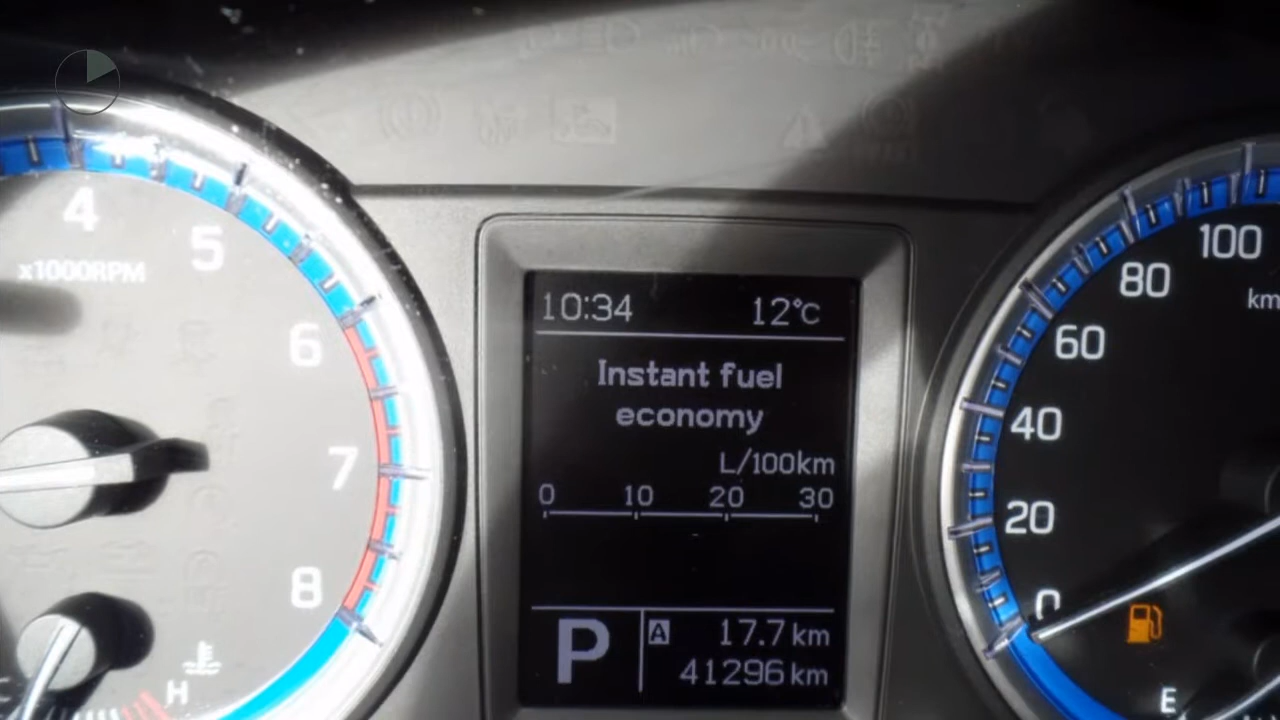 4
5
x1000RPM
6
7
8
H
10:34 12°C
Instant fuel
economy
L/100km
0 10 20 30
P A 17.7 km
41296 km
100
80
60
40
20
0
E